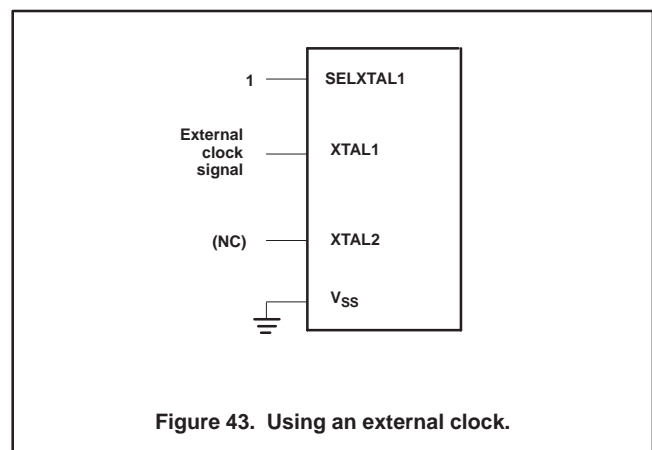 1 SELXTAL1
External
clock
signal
XTAL1
(NC) XTAL2
VSS
Figure 43. Using an external clock.